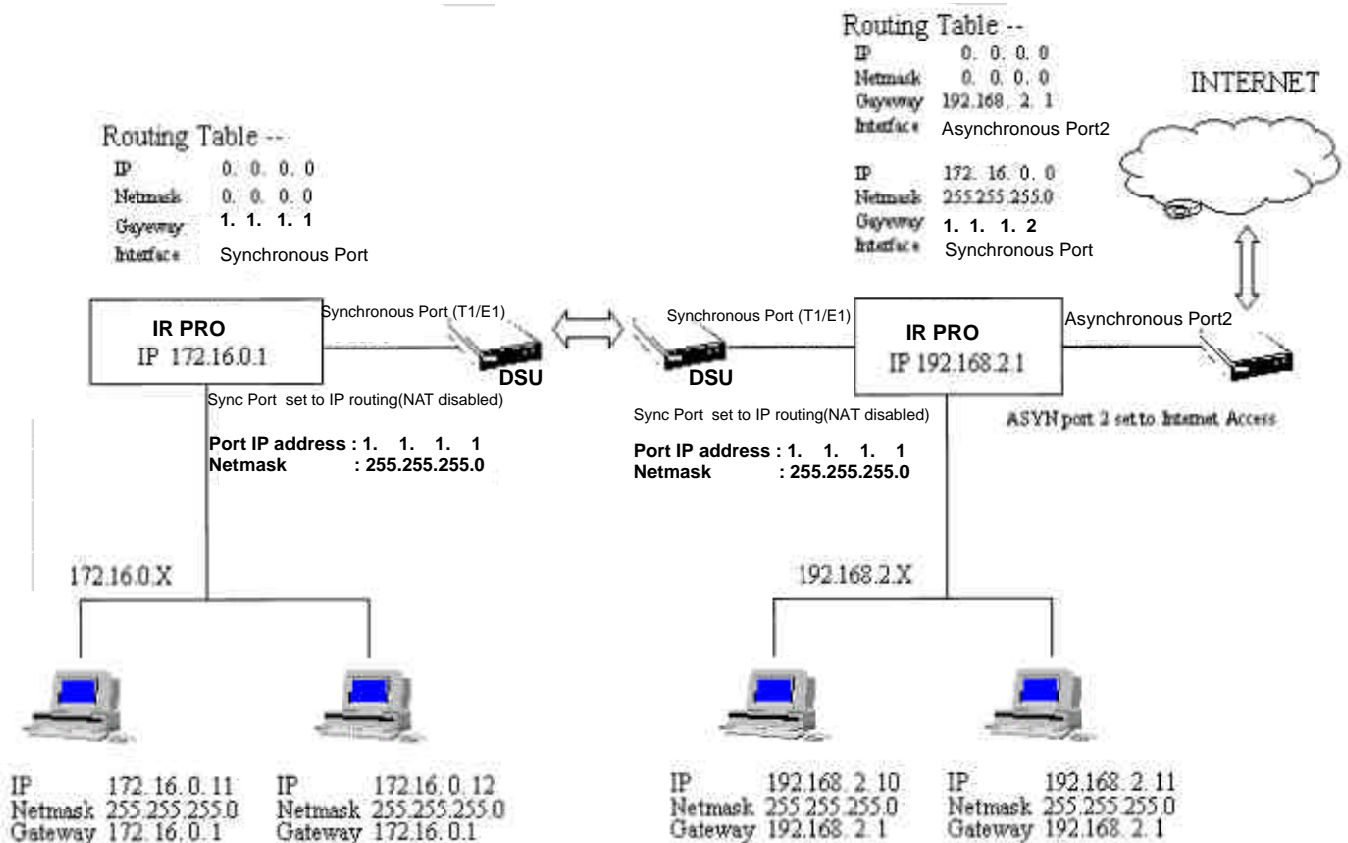 Routing Table --
IP 0. 0. 0. 0
Netmask 0. 0. 0. 0
Gayeway 192.168. 2. 1
Interface Asynchronous Port2
IP 172. 16. 0. 0
Netmask 255.255.255.0
Gayeway 1. 1. 1. 2
Interface Synchronous Port
INTERNET
Routing Table --
IP 0. 0. 0. 0
Netmask 0. 0. 0. 0
Gayeway 1. 1. 1. 1
Interface Synchronous Port
IR PRO
IP 172.16.0.1
Synchronous Port (T1/E1)
DSU
Sync Port set to IP routing(NAT disabled)
Port IP address : 1. 1. 1. 1
Netmask : 255.255.255.0
Synchronous Port (T1/E1)
DSU
Sync Port set to IP routing(NAT disabled)
Port IP address : 1. 1. 1. 1
Netmask : 255.255.255.0
IR PRO
IP 192.168.2.1
Asynchronous Port2
ASYN port 2 set to Internet Access
172.16.0.X
192.168.2.X
IP 172.16.0.11
Netmask 255.255.255.0
Gateway 172.16.0.1
IP 172.16.0.12
Netmask 255.255.255.0
Gateway 172.16.0.1
IP 192.168.2.10
Netmask 255.255.255.0
Gateway 192.168.2.1
IP 192.168.2.11
Netmask 255.255.255.0
Gateway 192.168.2.1